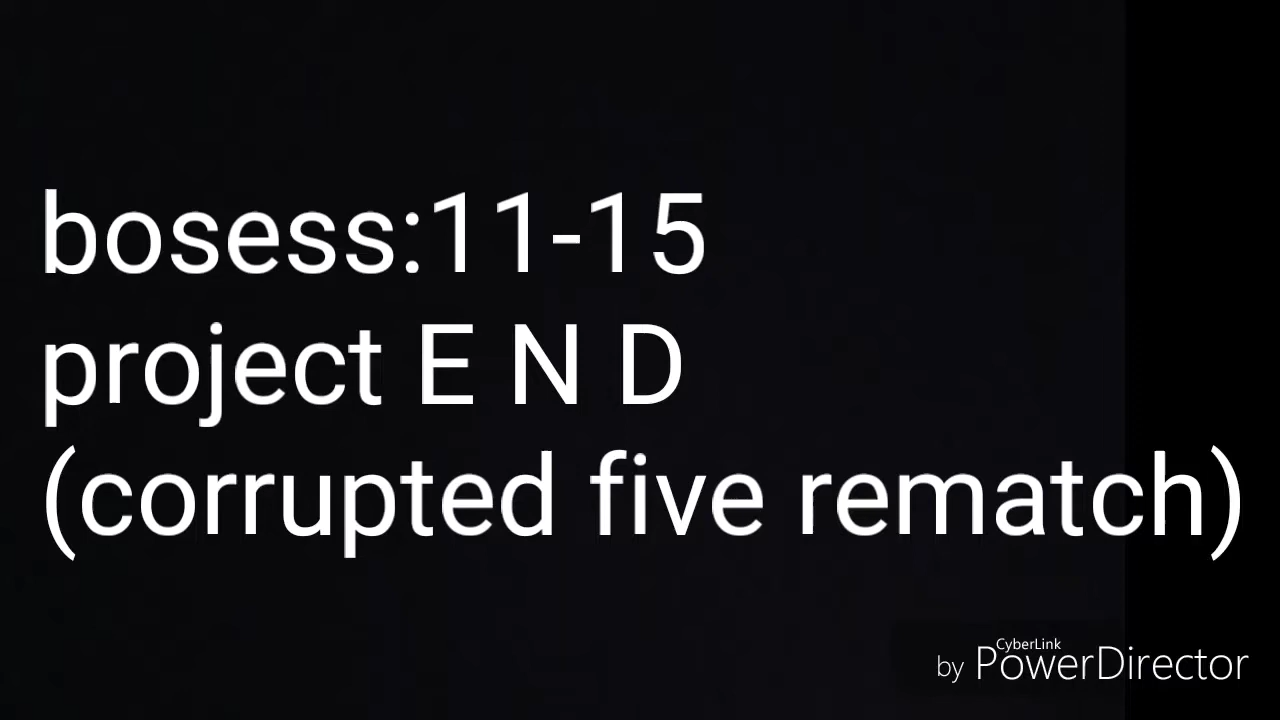 bosess:11-15
project E N D
(corrupted five rematch)
CyberLink
by PowerDirector